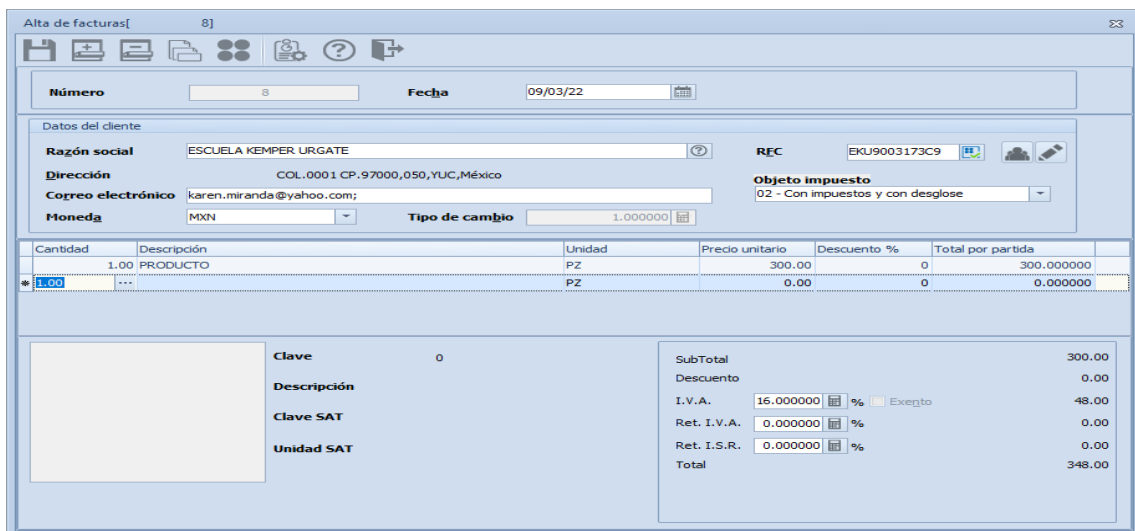 Alta de facturas[ 8]
Número 8 Fecha 09/03/22
Datos del cliente
Razón social ESCUELA KEMPER URGATE RFC EKU9003173C9
Dirección COL.0001 CP.97000,050,YUC,México
Objeto impuesto
Correo electrónico karen.miranda@yahoo.com; 02 - Con impuestos y con desglose
Moneda MXN Tipo de cambio 1.000000
Cantidad Descripción Unidad Precio unitario Descuento % Total por partida
1.00 PRODUCTO PZ 300.00 0 300.000000
* 1.00 ... PZ 0.00 0 0.000000
Clave 0
Descripción
Clave SAT
Unidad SAT
SubTotal 300.00
Descuento 0.00
I.V.A. 16.000000 % Exento 48.00
Ret. I.V.A. 0.000000 % 0.00
Ret. I.S.R. 0.000000 % 0.00
Total 348.00